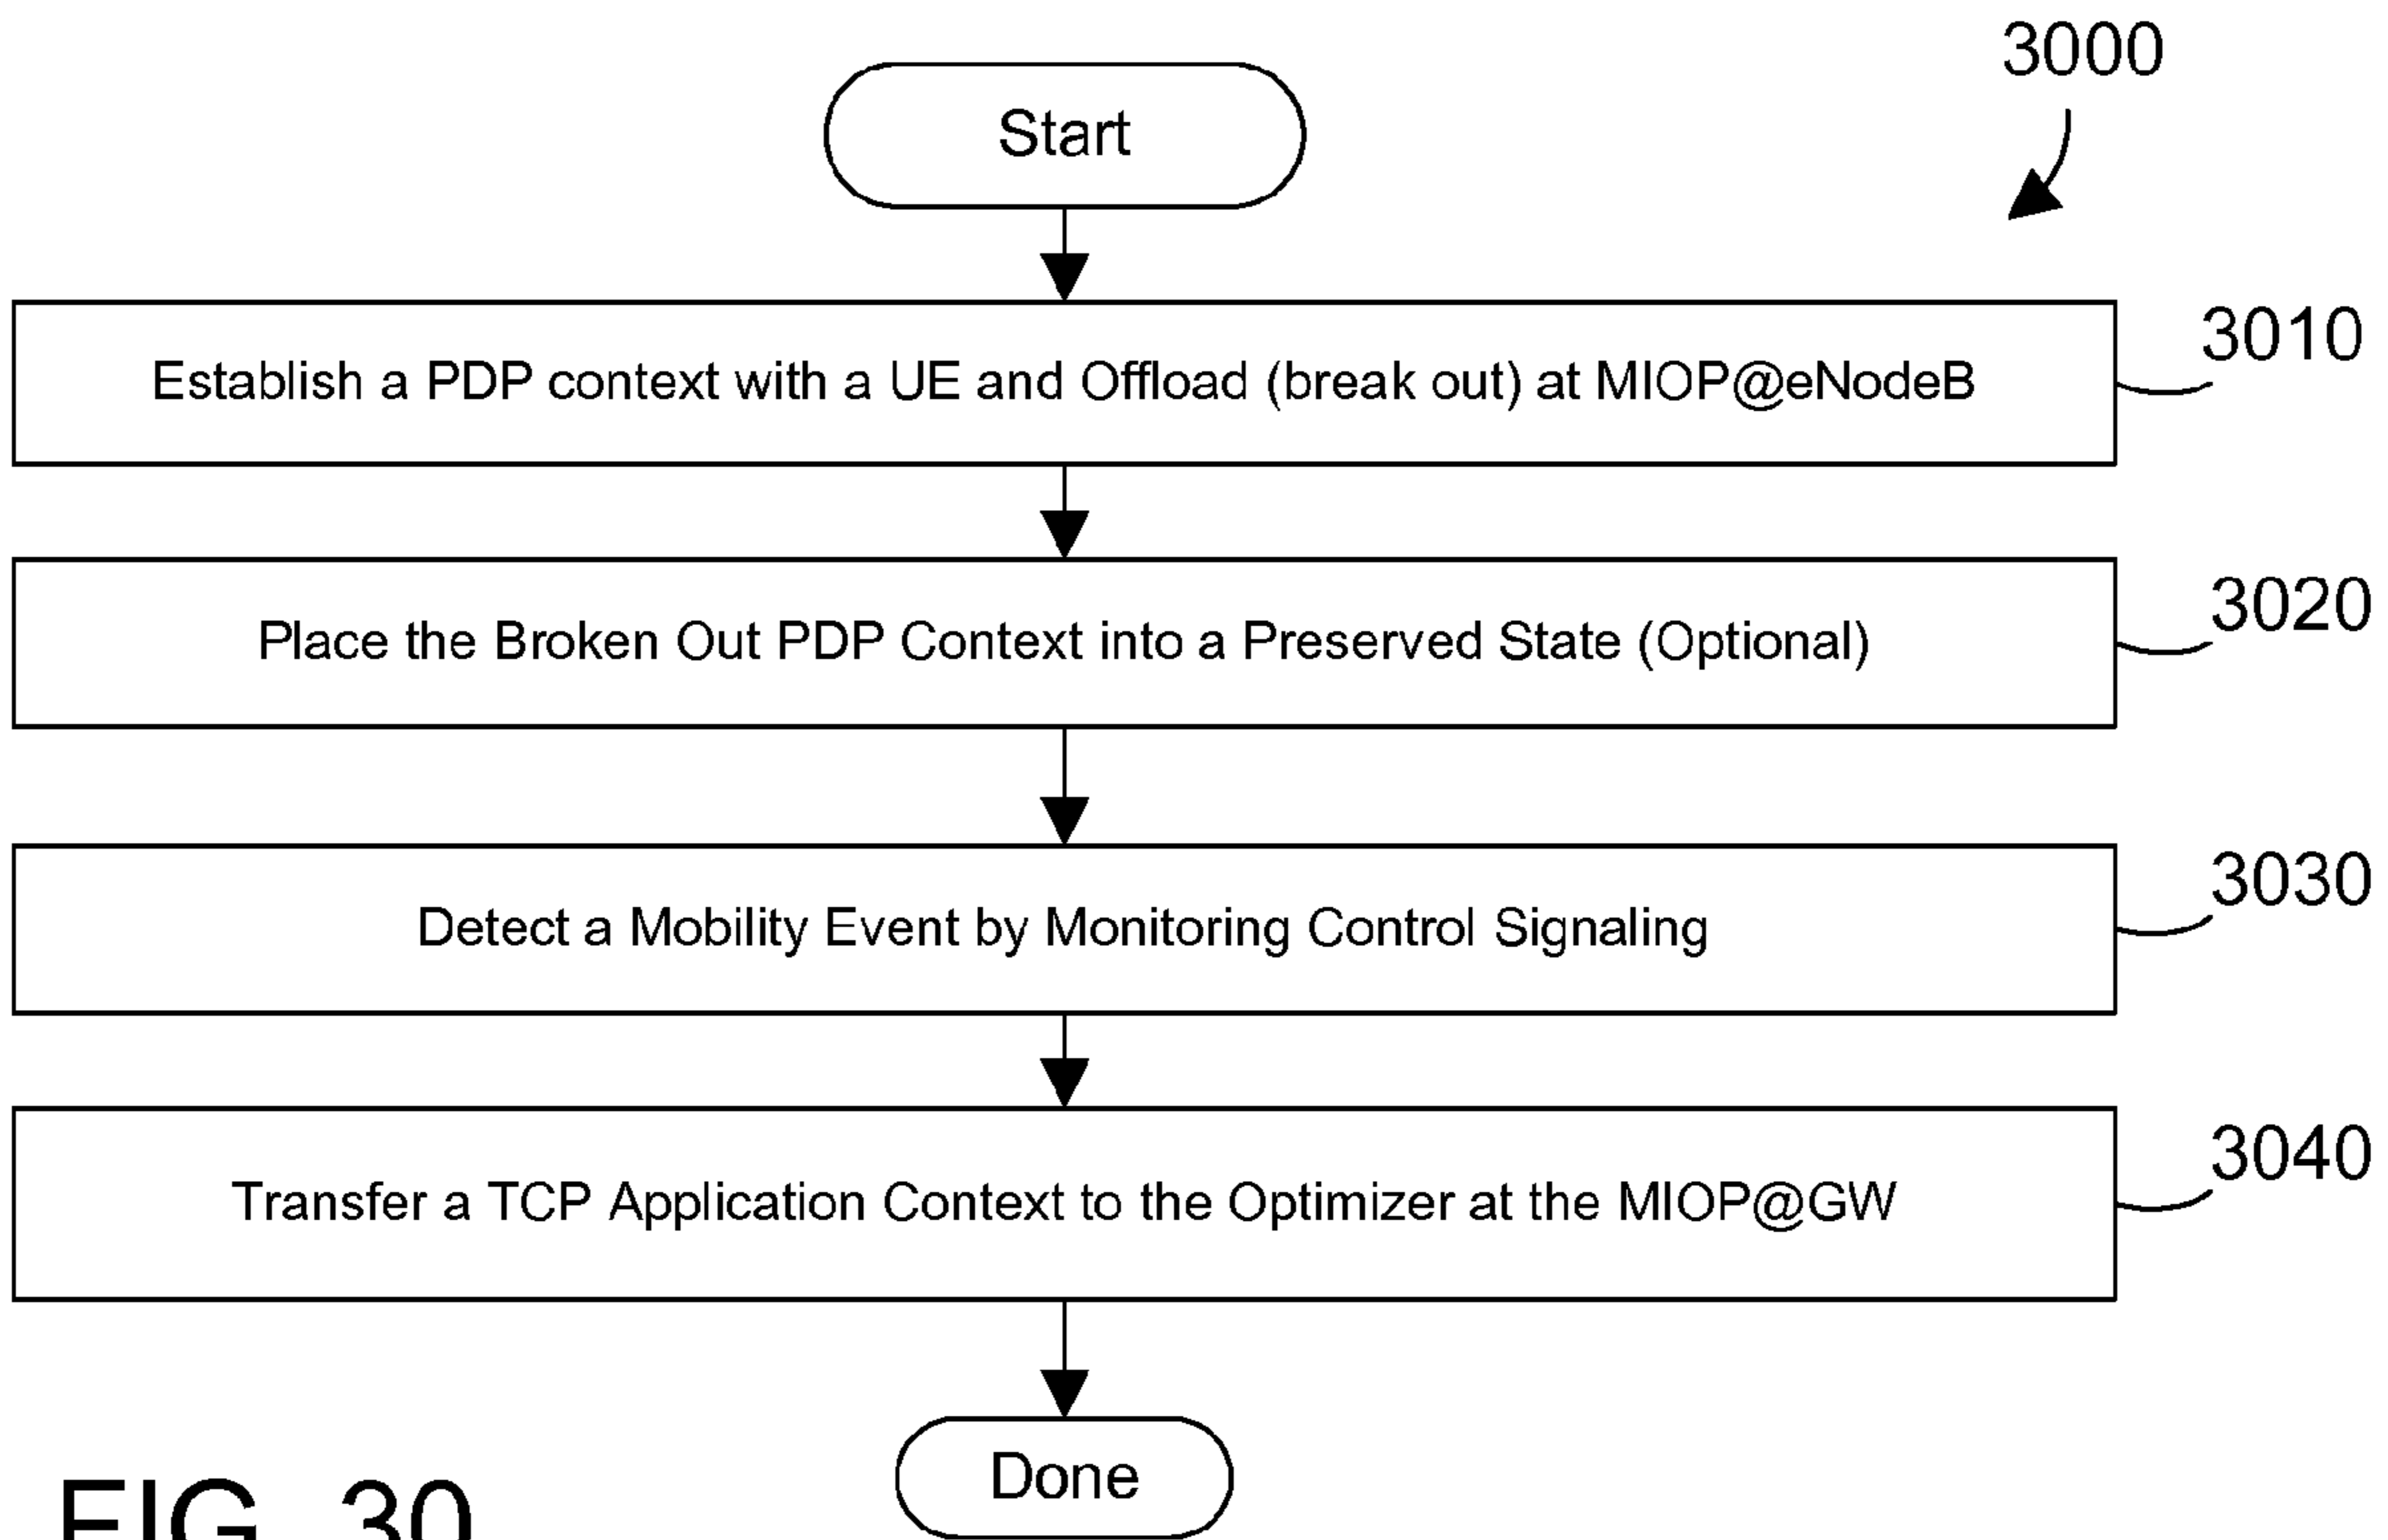 3000
Start
Establish a PDP context with a UE and Offload (break out) at MIOP@eNodeB
3010
Place the Broken Out PDP Context into a Preserved State (Optional)
3020
Detect a Mobility Event by Monitoring Control Signaling
3030
Transfer a TCP Application Context to the Optimizer at the MIOP@GW
3040
Done
FIG. 30